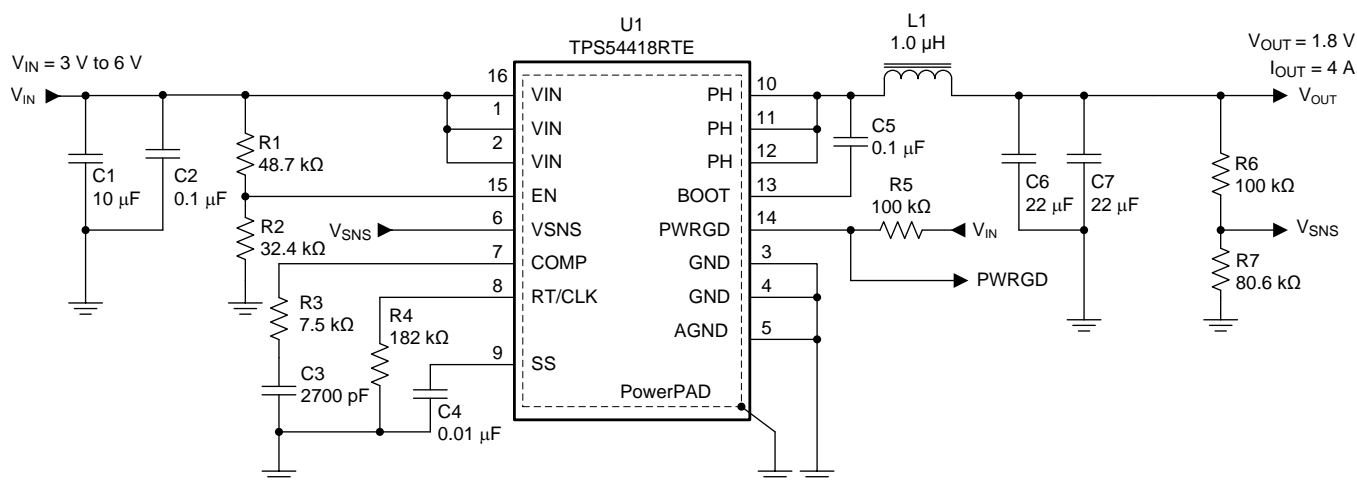 U1
TPS54418RTE
L1
1.0 µH
V_IN = 3 V to 6 V
V_IN
V_OUT = 1.8 V
I_OUT = 4 A
V_OUT
16
VIN
1
VIN
2
VIN
15
EN
6
VSNS
7
COMP
8
RT/CLK
9
SS
PH
10
PH
11
PH
12
BOOT
13
PWRGD
14
GND
3
GND
4
AGND
5
PowerPAD
C1
10 µF
C2
0.1 µF
R1
48.7 kΩ
R2
32.4 kΩ
V_SNS
R3
7.5 kΩ
R4
182 kΩ
C3
2700 pF
C4
0.01 µF
C5
0.1 µF
R5
100 kΩ
V_IN
PWRGD
C6
22 µF
C7
22 µF
R6
100 kΩ
V_SNS
R7
80.6 kΩ